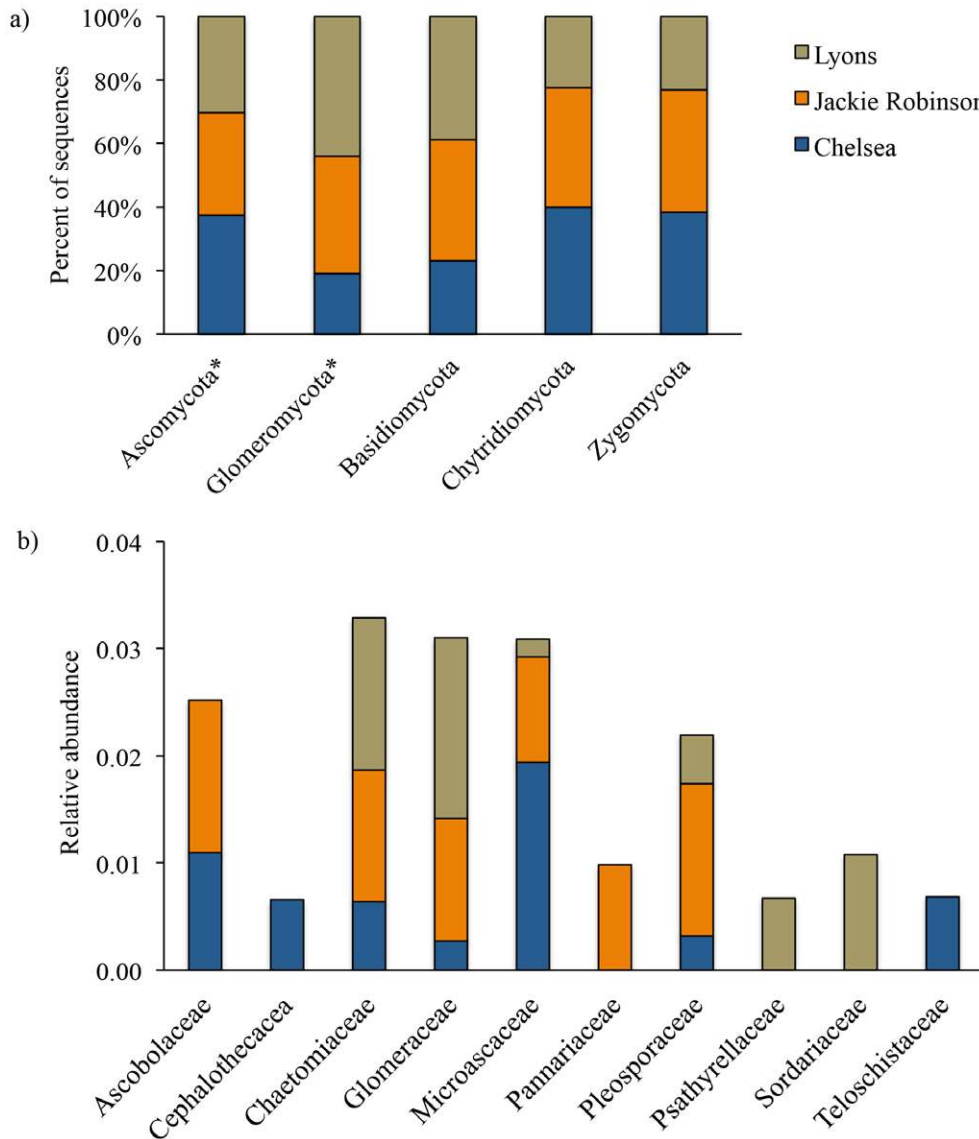 a)
100%
80%
60%
40%
20%
0%
Percent of sequences
Ascomycota*
Glomeromycota*
Basidiomycota
Chytridiomycota
Zygomycota
Lyons
Jackie Robinson
Chelsea
b)
0.04
0.03
0.02
0.01
0.00
Relative abundance
Ascobolaceae
Cephalothecacea
Chaetomiaceae
Glomeraceae
Microascaceae
Pannariaceae
Pleosporaceae
Psathyrellaceae
Sordariaceae
Teloschistaceae